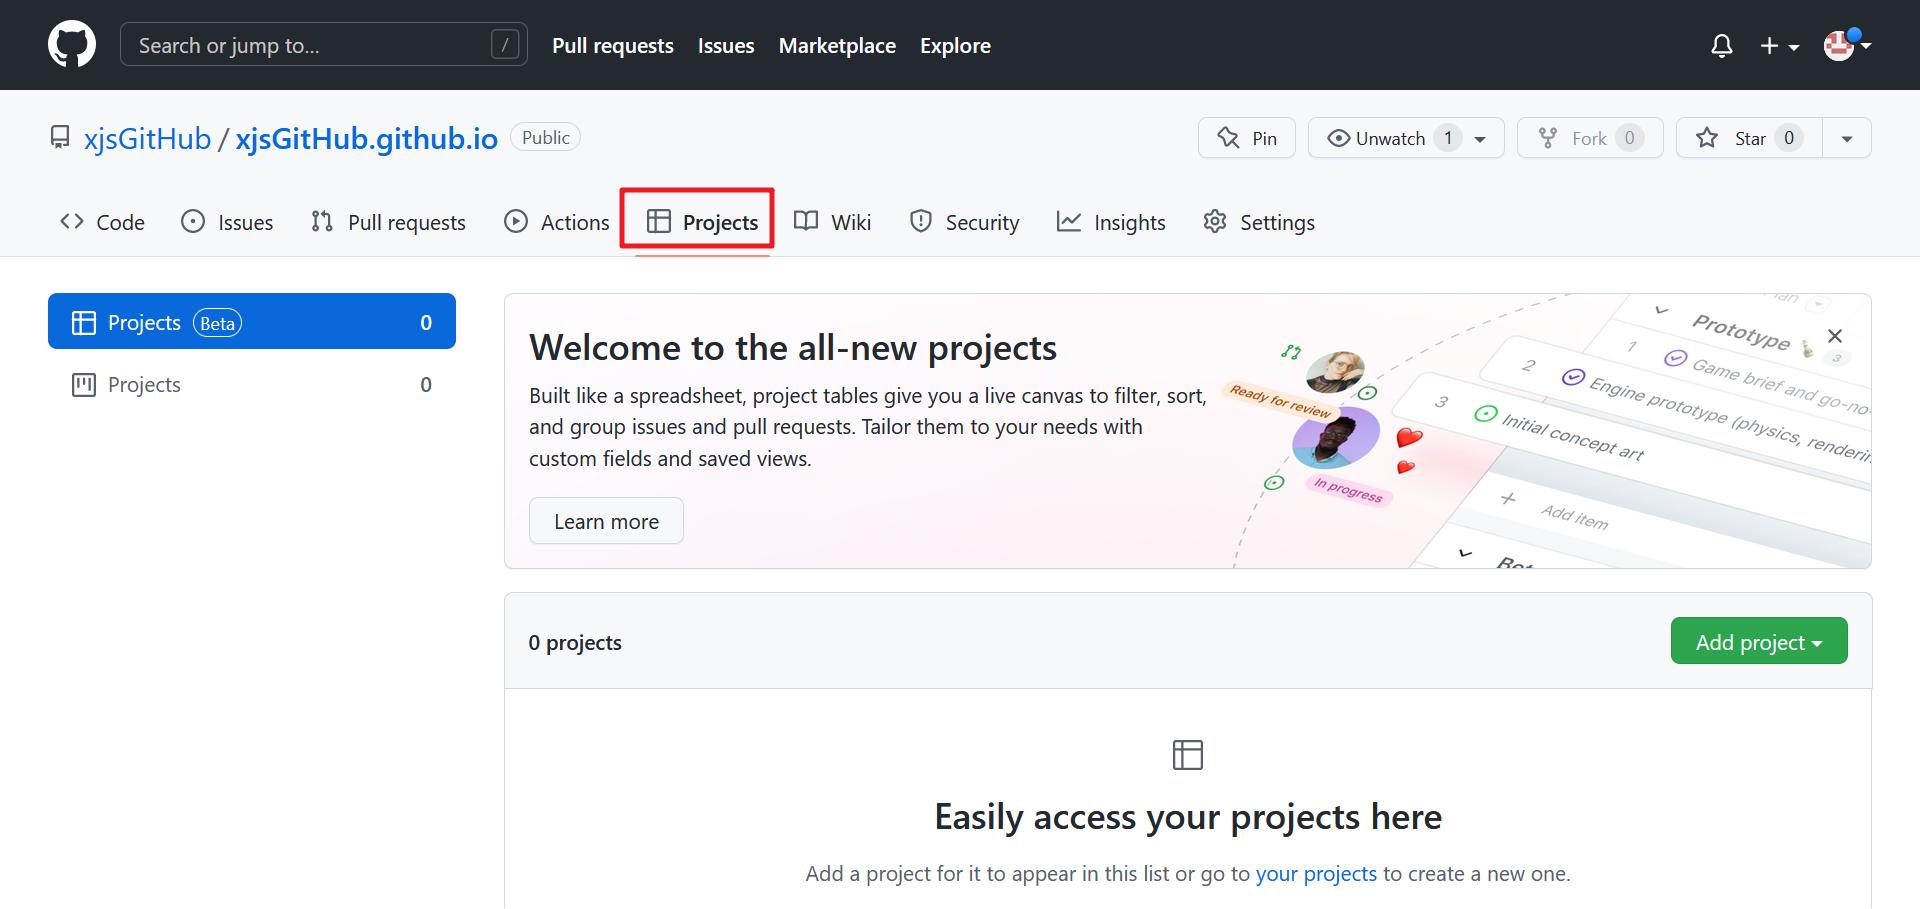 Search or jump to... /
Pull requests Issues Marketplace Explore
xjsGitHub / xjsGitHub.github.io Public
Pin
Unwatch 1
Fork 0
Star 0
Code Issues Pull requests Actions Projects Wiki Security Insights Settings
Projects Beta 0
Projects 0
Welcome to the all-new projects
Built like a spreadsheet, project tables give you a live canvas to filter, sort,
and group issues and pull requests. Tailor them to your needs with
custom fields and saved views.
Learn more
Ready for review
In progress
Prototype 3
1 Game brief and go-no-
2 Engine prototype (physics, renderin
3 Initial concept art
+ Add item
0 projects
Add project
Easily access your projects here
Add a project for it to appear in this list or go to your projects to create a new one.